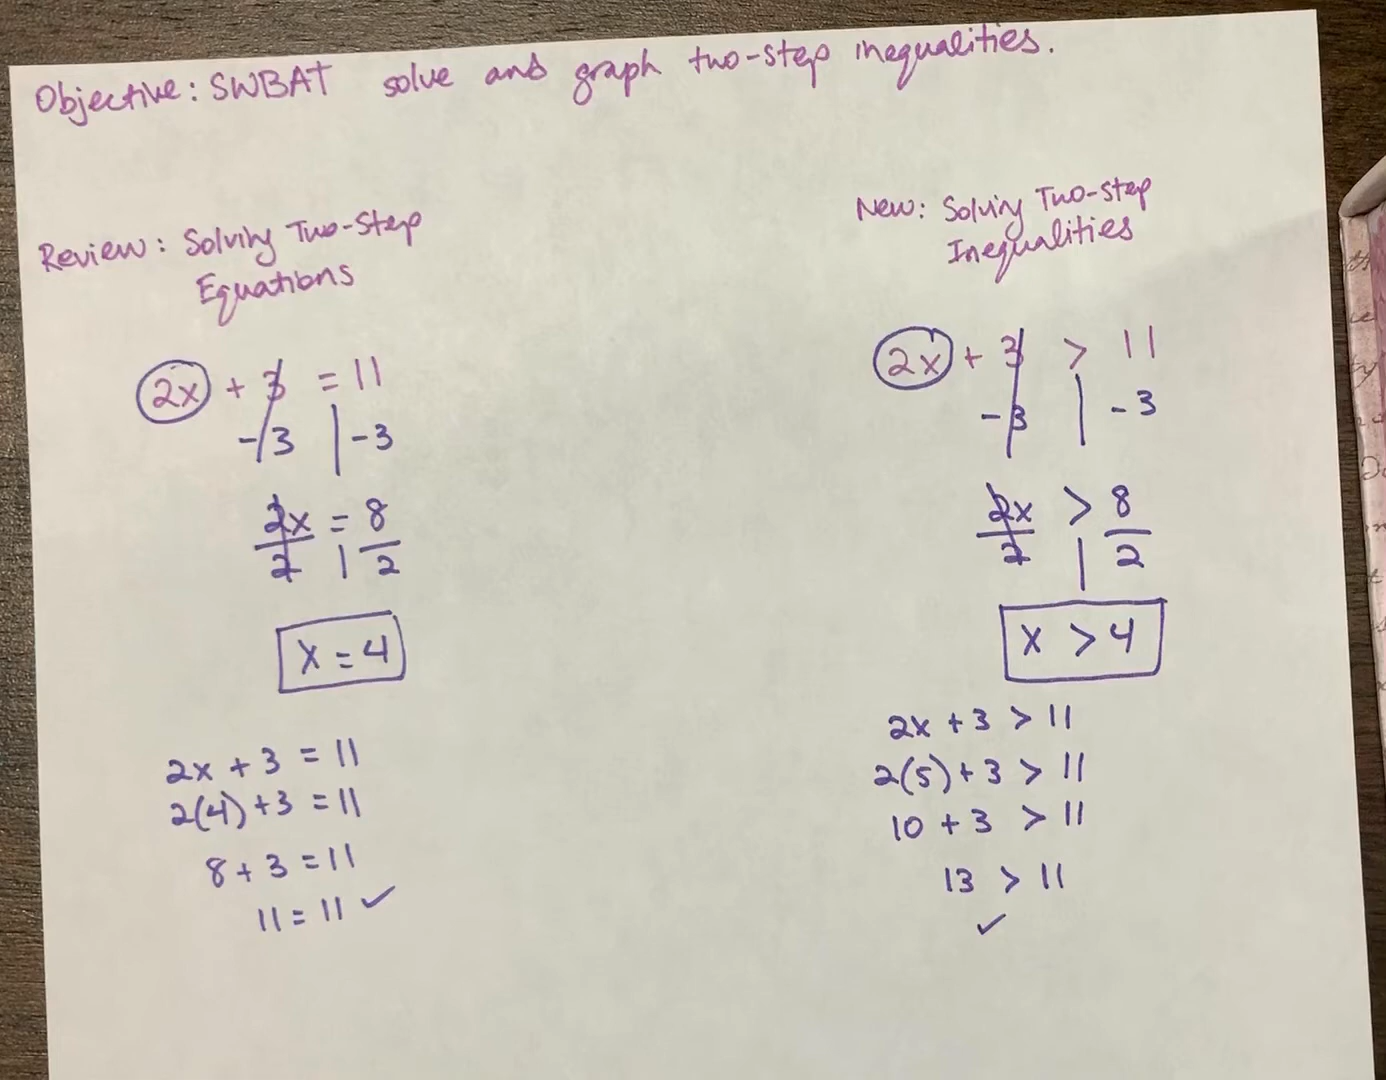 Objective: SWBAT solve and graph two-step inequalities.
Review: Solving Two-Step
Equations
2x + 3 = 11
-3 | -3
2x = 8
2 | 2
x = 4
2x + 3 = 11
2(4) + 3 = 11
8 + 3 = 11
11 = 11 ✓
New: Solving Two-Step
Inequalities
2x + 3 > 11
-3 | -3
2x > 8
2 | 2
x > 4
2x + 3 > 11
2(5) + 3 > 11
10 + 3 > 11
13 > 11
✓